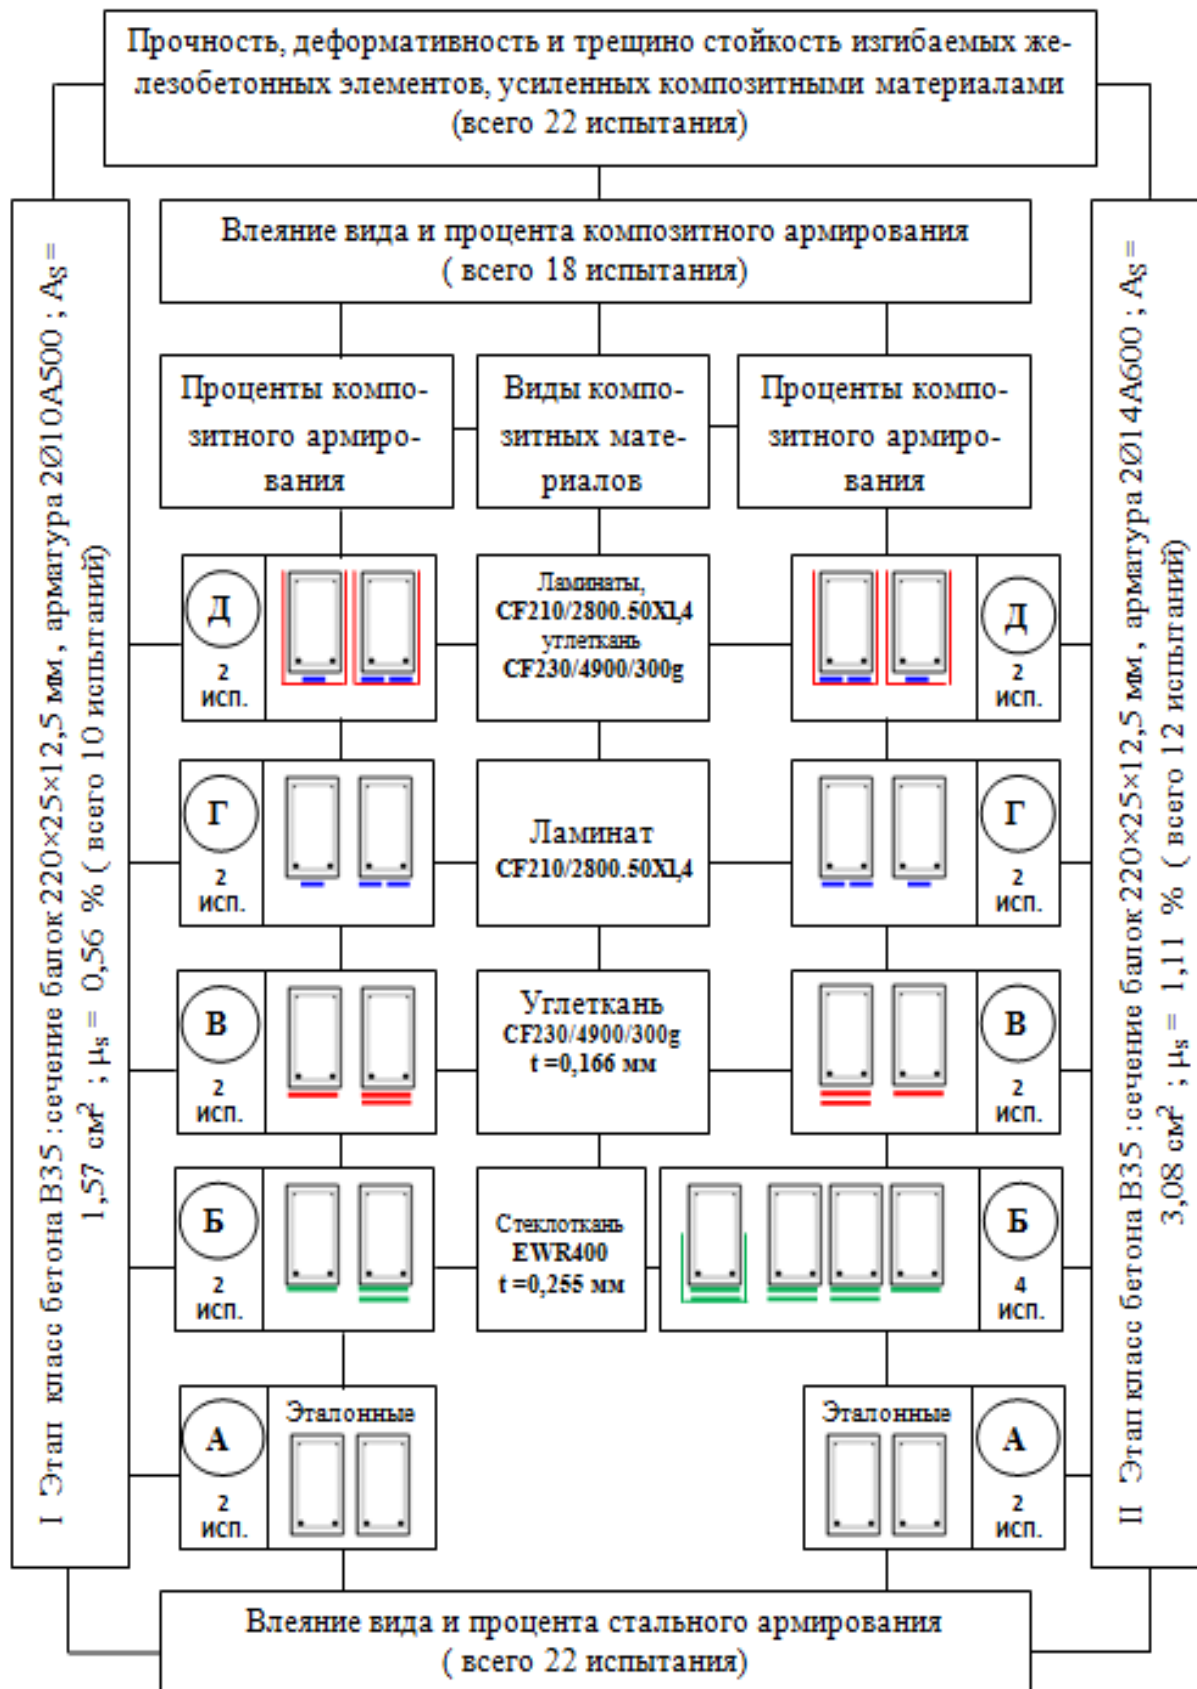 Прочность, деформативность и трещино стойкость изгибаемых же-
лезобетонных элементов, усиленных композитными материалами
(всего 22 испытания)
I Этап класс бетона В35 : сечение балок 220×25×12,5 мм , арматура 2Ø10А500 ; As =
1,57 см² ; μs = 0,56 % ( всего 10 испытаний)
Влеяние вида и процента композитного армирования
( всего 18 испытания)
Проценты компо-
зитного армиро-
вания
Виды компо-
зитных мате-
риалов
Проценты компо-
зитного армиро-
вания
Д
2
исп.
Ламинаты,
CF210/2800.50X1,4
углеткань
CF230/4900/300g
Д
2
исп.
Г
2
исп.
Ламинат
CF210/2800.50X1,4
Г
2
исп.
В
2
исп.
Углеткань
CF230/4900/300g
t =0,166 мм
В
2
исп.
Б
2
исп.
Стеклоткань
EWR400
t =0,255 мм
Б
4
исп.
А
2
исп.
Эталонные
Эталонные
А
2
исп.
II Этап класс бетона В35 : сечение балок 220×25×12,5 мм , арматура 2Ø14А600 ; As =
3,08 см² ; μs = 1,11 % ( всего 12 испытаний)
Влеяние вида и процента стального армирования
( всего 22 испытания)